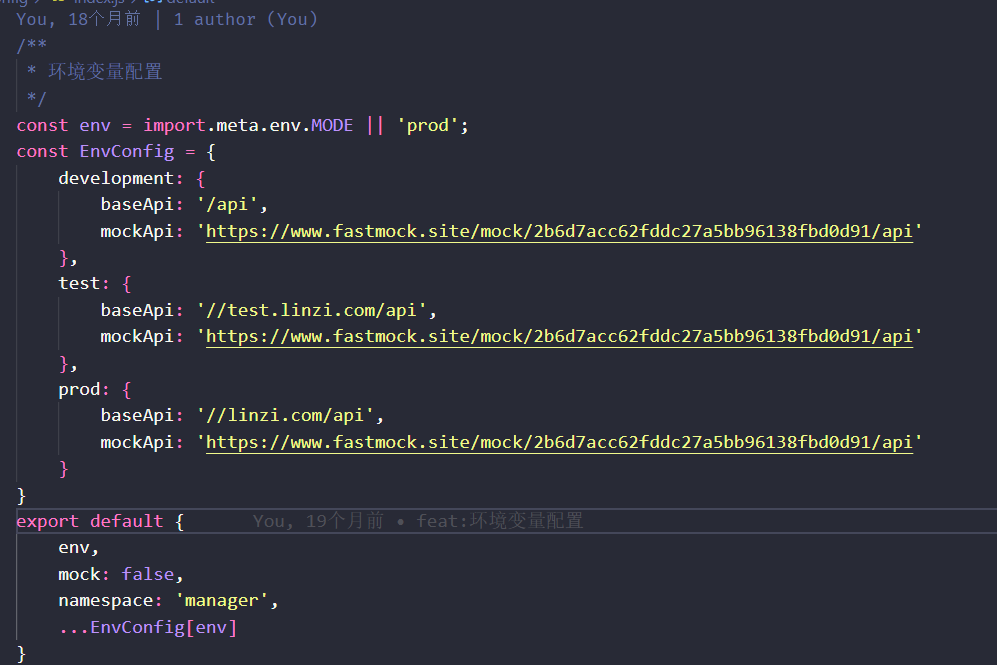 index.js default
You, 18个月前 | 1 author (You)
/**
 * 环境变量配置
 */
const env = import.meta.env.MODE || 'prod';
const EnvConfig = {
    development: {
        baseApi: '/api',
        mockApi: 'https://www.fastmock.site/mock/2b6d7acc62fddc27a5bb96138fbd0d91/api'
    },
    test: {
        baseApi: '//test.linzi.com/api',
        mockApi: 'https://www.fastmock.site/mock/2b6d7acc62fddc27a5bb96138fbd0d91/api'
    },
    prod: {
        baseApi: '//linzi.com/api',
        mockApi: 'https://www.fastmock.site/mock/2b6d7acc62fddc27a5bb96138fbd0d91/api'
    }
}
export default { You, 19个月前 • feat:环境变量配置
    env,
    mock: false,
    namespace: 'manager',
    ...EnvConfig[env]
}